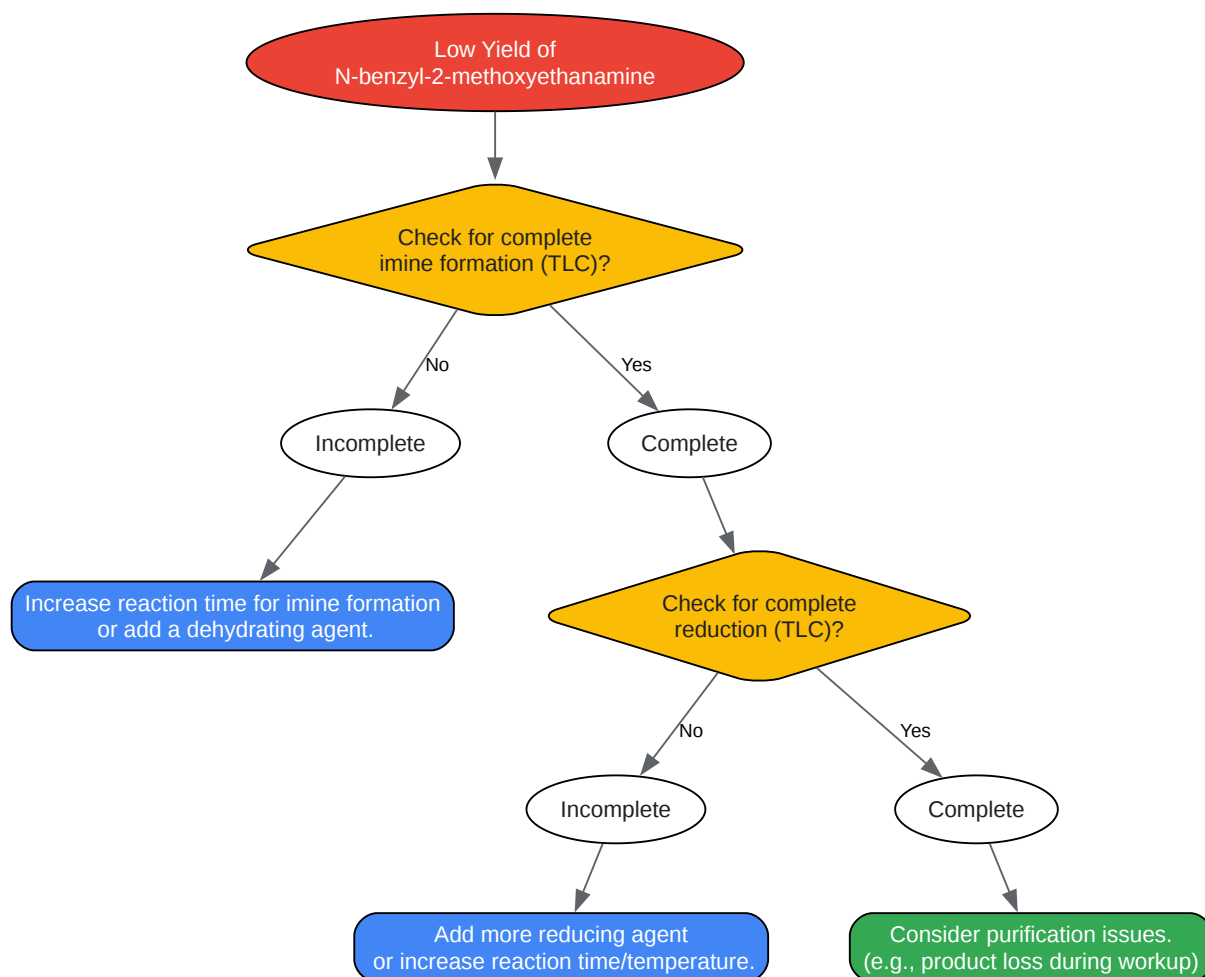 Low Yield of
N-benzyl-2-methoxyethanamine
Check for complete
imine formation (TLC)?
No
Yes
Incomplete
Complete
Increase reaction time for imine formation
or add a dehydrating agent.
Check for complete
reduction (TLC)?
No
Yes
Incomplete
Complete
Add more reducing agent
or increase reaction time/temperature.
Consider purification issues.
(e.g., product loss during workup)